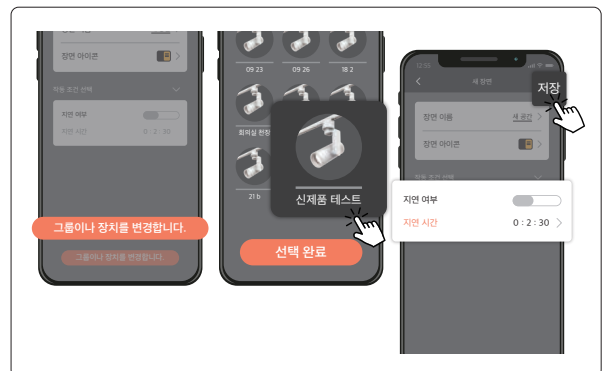 장면 아이콘
작동 조건 선택
지연 여부
지연 시간 0 : 2 : 30
그룹이나 장치를 변경합니다.
그룹이나 장치를 변경합니다.
09 23 09 26 18 2
회의실 천장
21 b
신제품 테스트
선택 완료
12:55
새 장면
저장
장면 이름 새 공간
장면 아이콘
작동 조건 선택
지연 여부
지연 시간 0 : 2 : 30